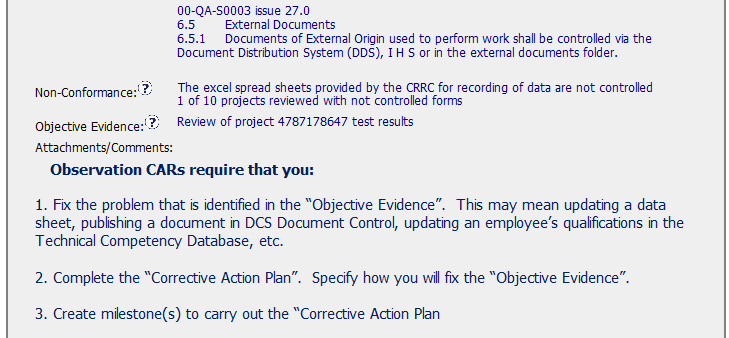 00-QA-S0003 issue 27.0
6.5 External Documents
6.5.1 Documents of External Origin used to perform work shall be controlled via the
Document Distribution System (DDS), I H S or in the external documents folder.
Non-Conformance: ? The excel spread sheets provided by the CRRC for recording of data are not controlled
1 of 10 projects reviewed with not controlled forms
Objective Evidence: ? Review of project 4787178647 test results
Attachments/Comments:
Observation CARs require that you:
1. Fix the problem that is identified in the “Objective Evidence”. This may mean updating a data
sheet, publishing a document in DCS Document Control, updating an employee’s qualifications in the
Technical Competency Database, etc.
2. Complete the “Corrective Action Plan”. Specify how you will fix the “Objective Evidence”.
3. Create milestone(s) to carry out the “Corrective Action Plan